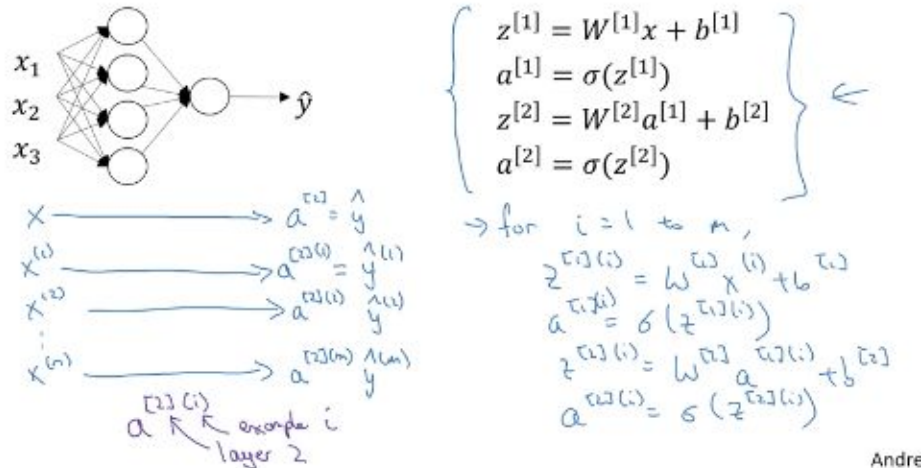 x₁
x₂
x₃
ŷ
z^[1] = W^[1]x + b^[1]
a^[1] = σ(z^[1])
z^[2] = W^[2]a^[1] + b^[2]
a^[2] = σ(z^[2])
x → a^[2] = ŷ
x^(1) → a^[2](1) = ŷ^(1)
x^(2) → a^[2](2) ŷ^(2)
⋮
x^(m) → a^[2](m) ŷ^(m)
a^[2](i)
example i
layer 2
→ for i = 1 to m,
z^[1](i) = W^[1] x^(i) + b^[1]
a^[1](i) = σ(z^[1](i))
z^[2](i) = W^[2] a^[1](i) + b^[2]
a^[2](i) = σ(z^[2](i))
Andre